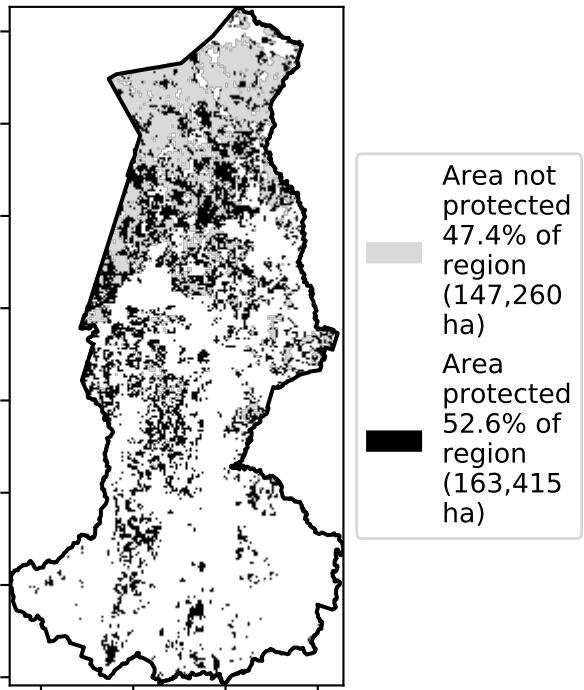 Area not
protected
47.4% of
region
(147,260
ha)
Area
protected
52.6% of
region
(163,415
ha)